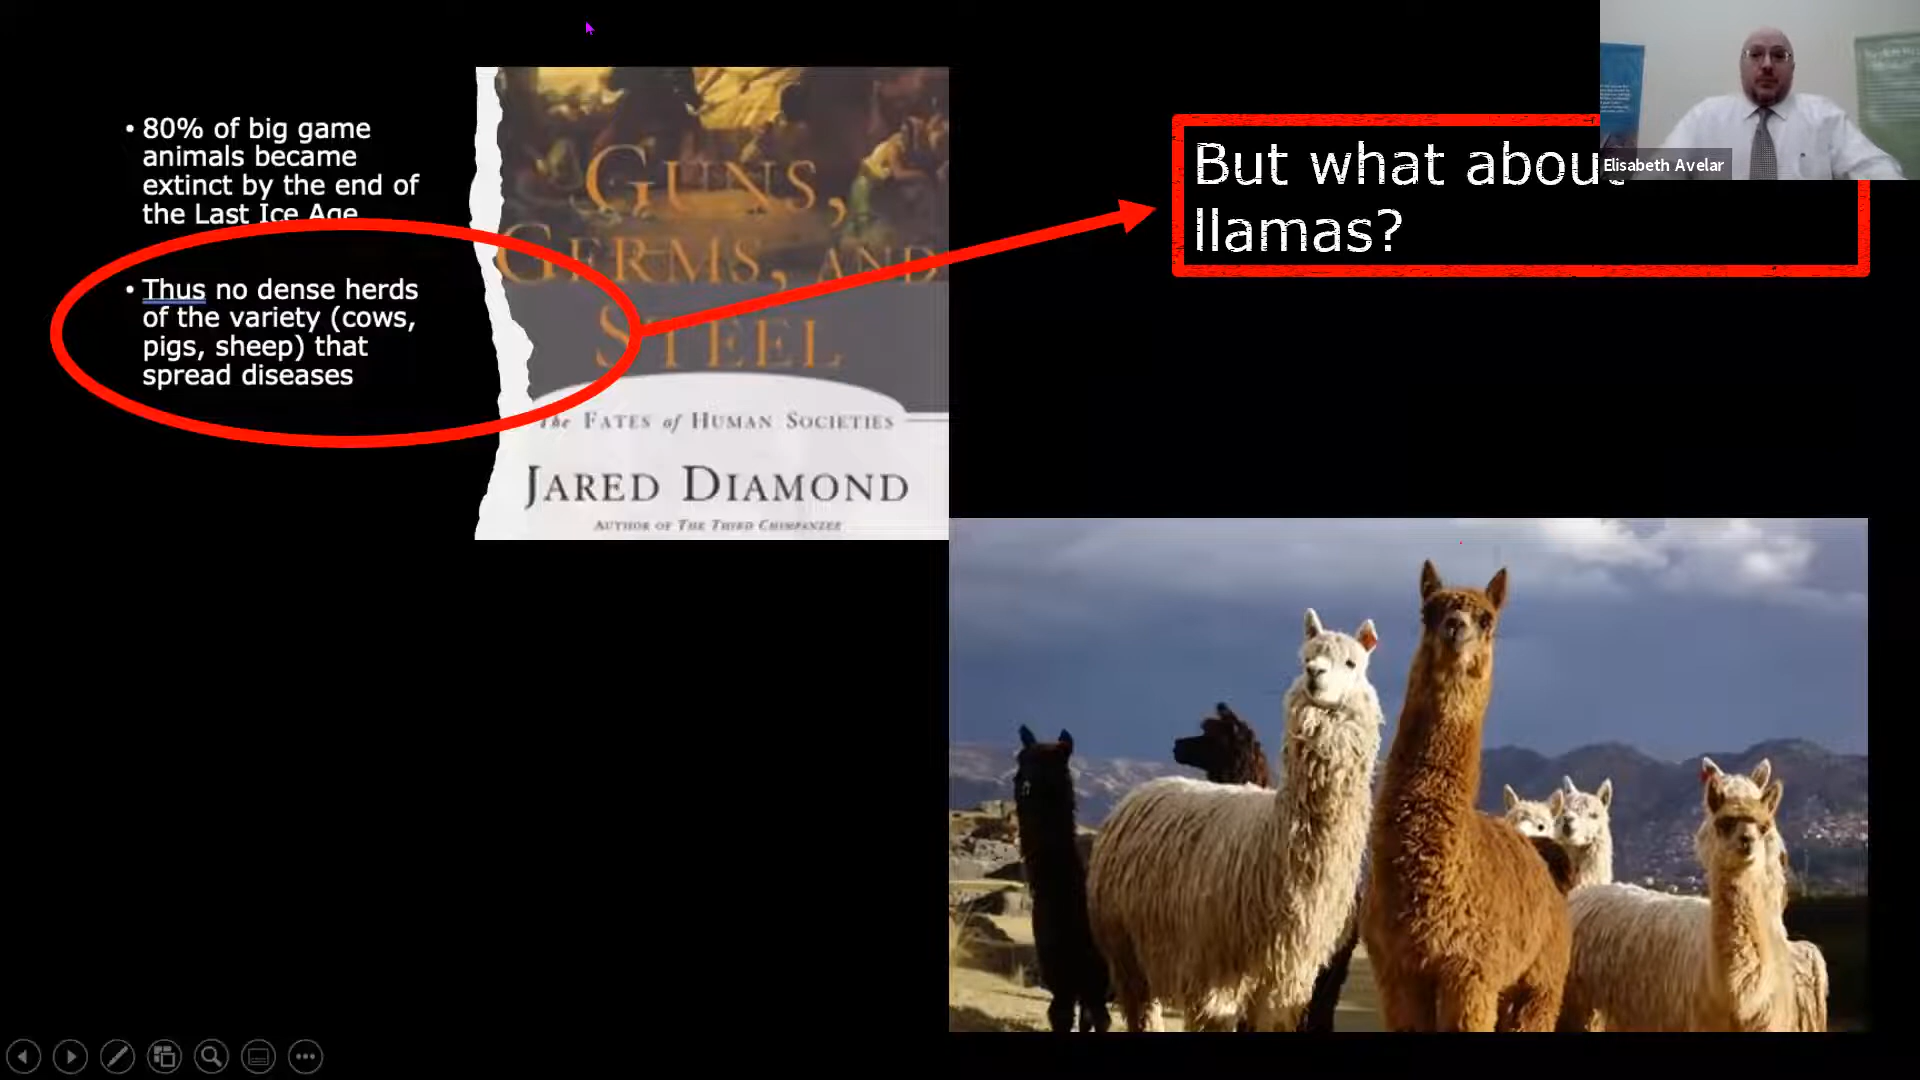 • 80% of big game
animals became
extinct by the end of
the Last Ice Age
• Thus no dense herds
of the variety (cows,
pigs, sheep) that
spread diseases
GUNS,
GERMS, AND
STEEL
The FATES of HUMAN SOCIETIES
JARED DIAMOND
AUTHOR OF THE THIRD CHIMPANZEE
But what about
llamas?
Elisabeth Avelar